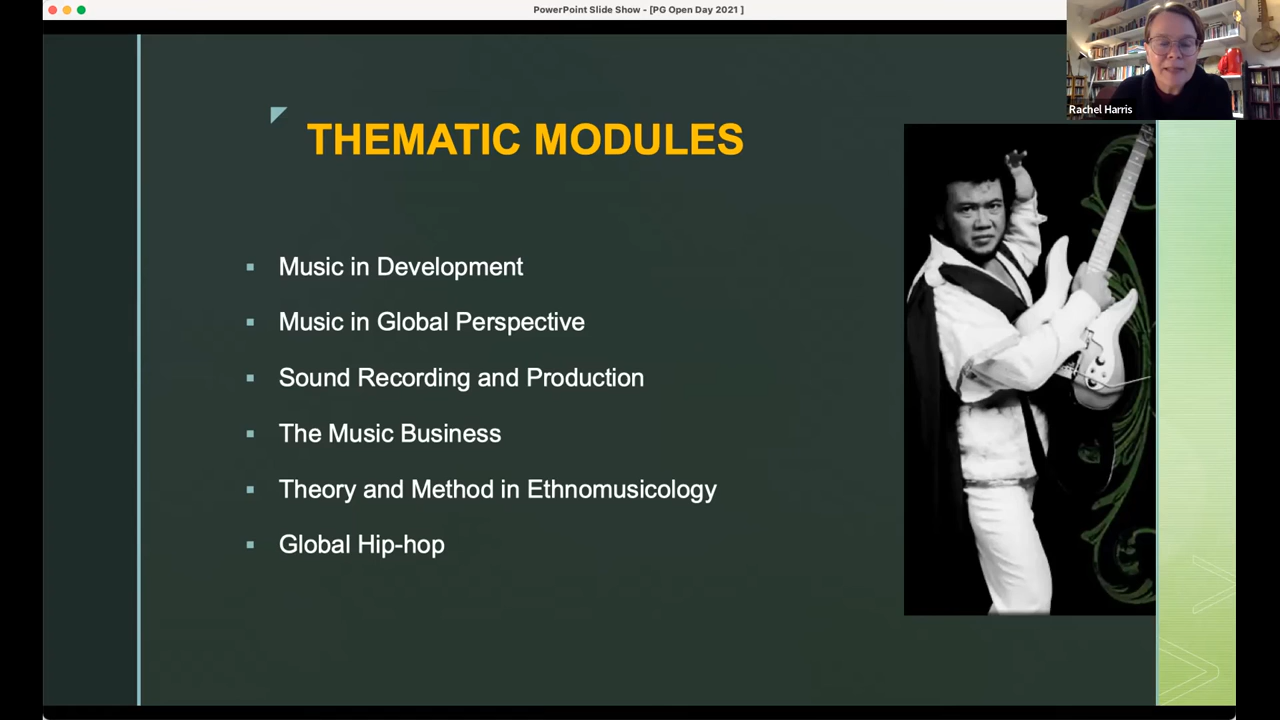 PowerPoint Slide Show - [PG Open Day 2021 ]
Rachel Harris
THEMATIC MODULES
Music in Development
Music in Global Perspective
Sound Recording and Production
The Music Business
Theory and Method in Ethnomusicology
Global Hip-hop